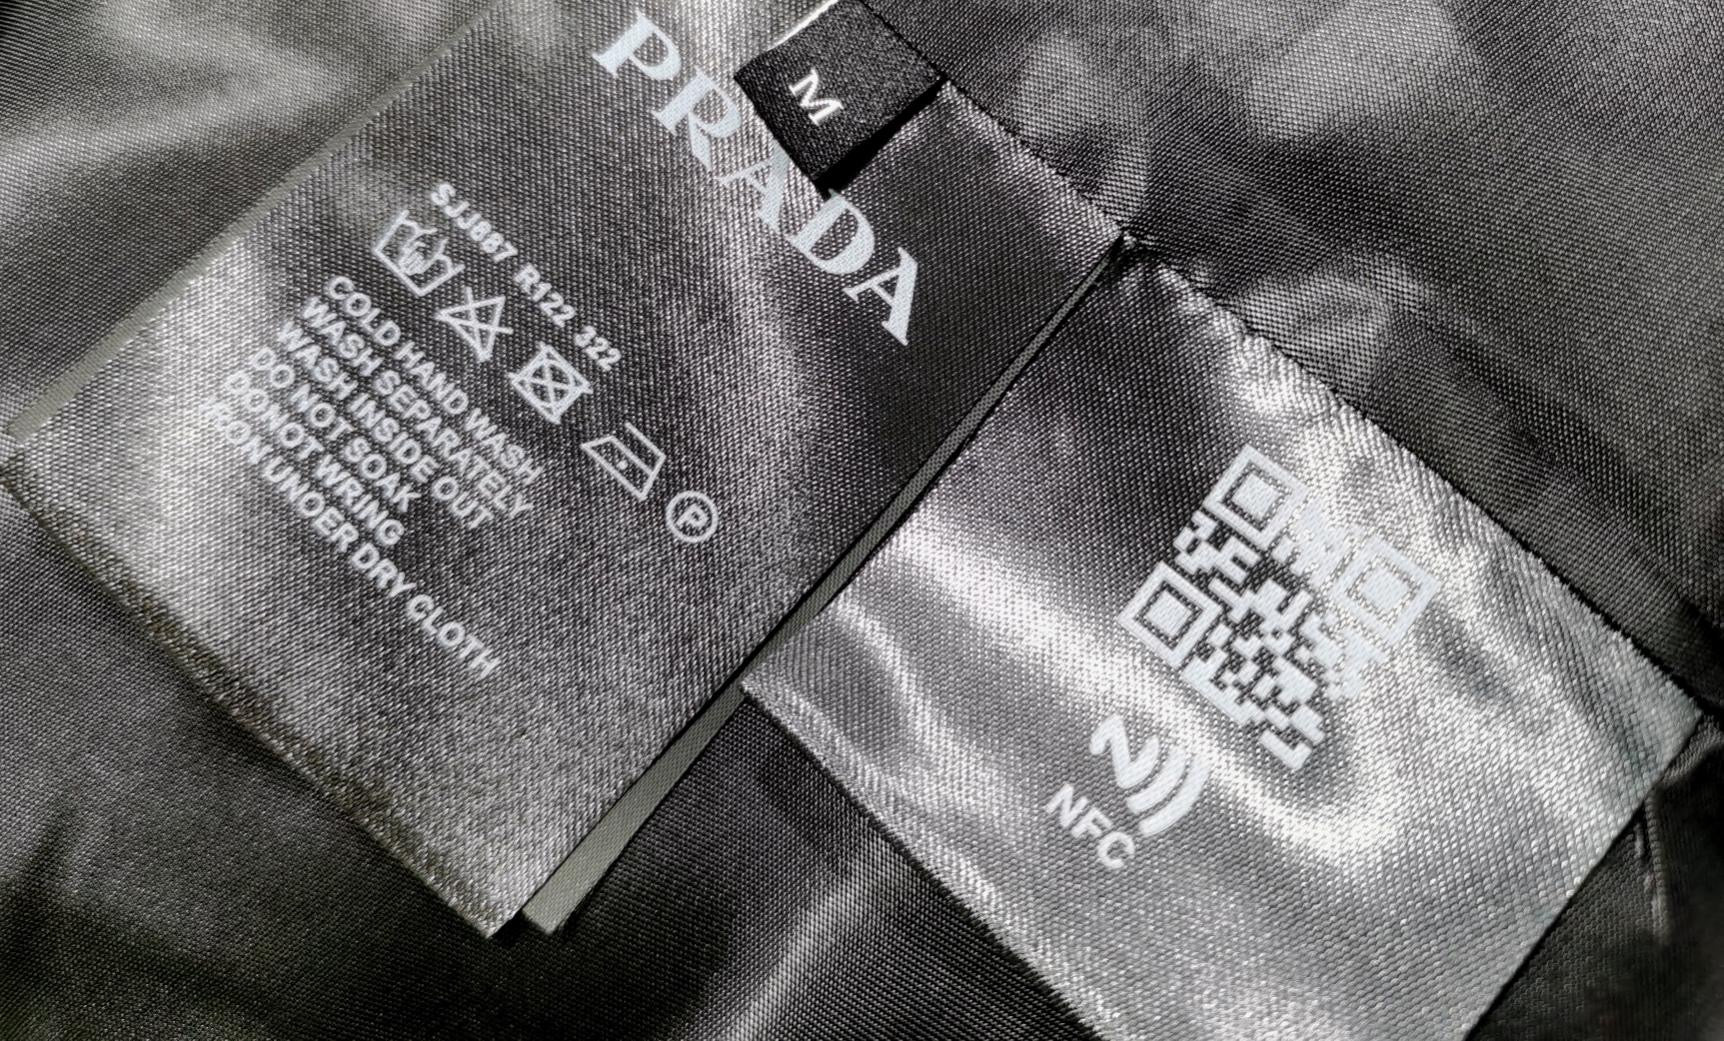 PRADA
M
SJJ667 R122 322
P
COLD HAND WASH
WASH SEPARATELY
WASH INSIDE OUT
DO NOT SOAK
DONOT WRING
IRON UNOER DRY CLOTH
NFC